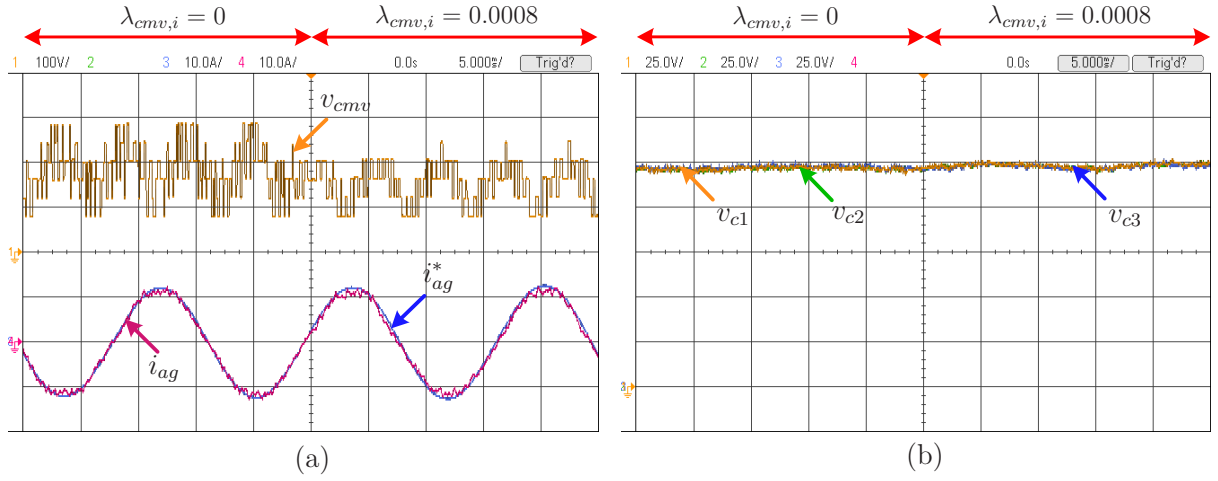 λcmv,i = 0 λcmv,i = 0.0008
1 100V/ 2 3 10.0A/ 4 10.0A/ 0.0s 5.000ms/ Trig'd?
vcmv
1
i*ag
iag
(a)
λcmv,i = 0 λcmv,i = 0.0008
1 25.0V/ 2 25.0V/ 3 25.0V/ 4 0.0s 5.000ms/ Trig'd?
vc1 vc2 vc3
3
(b)